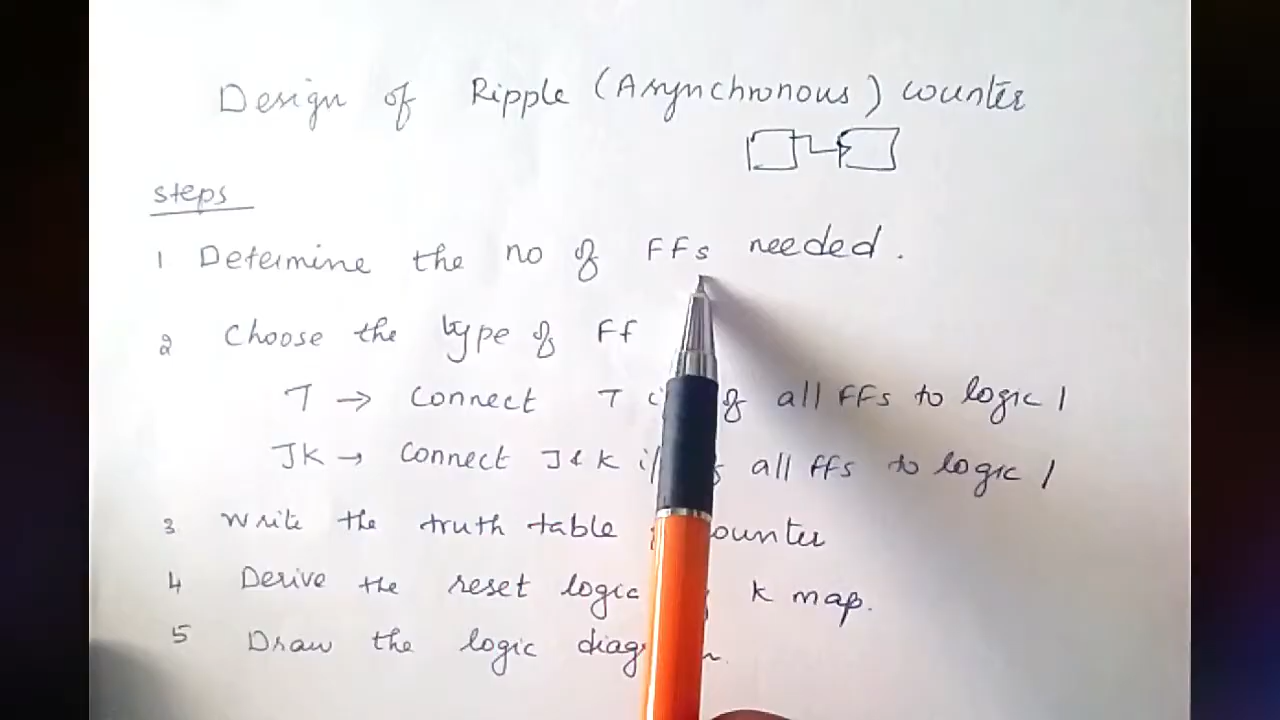 Design of Ripple (Asynchronous) counter
steps
1 Determine the no of FFs needed.
2 Choose the type of Ff
T → Connect T of all FFs to logic 1
JK → Connect J & K all ffs to logic 1
3 Write the truth table
4 Derive the reset logic K map.
5 Draw the logic